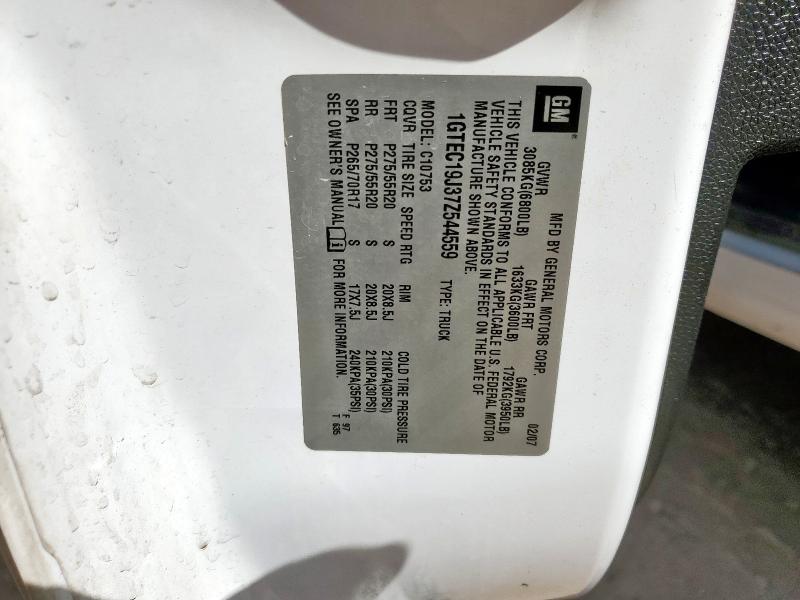 GM®
MFD BY GENERAL MOTORS CORP.
02/07
GVWR GAWR FRT GAWR RR
3085KG(6800LB) 1633KG(3600LB) 1792KG(3950LB)
THIS VEHICLE CONFORMS TO ALL APPLICABLE U.S. FEDERAL MOTOR
VEHICLE SAFETY STANDARDS IN EFFECT ON THE DATE OF
MANUFACTURE SHOWN ABOVE.
1GTEC19J37Z544559 TYPE: TRUCK
MODEL: C10753
COVR TIRE SIZE SPEED RTG RIM COLD TIRE PRESSURE
FRT P275/55R20 S 20X8.5J 210KPA(30PSI)
RR P275/55R20 S 20X8.5J 210KPA(30PSI)
SPA P265/70R17 S 17X7.5J 240KPA(35PSI)
SEE OWNER'S MANUAL i FOR MORE INFORMATION.
F 97
T 635